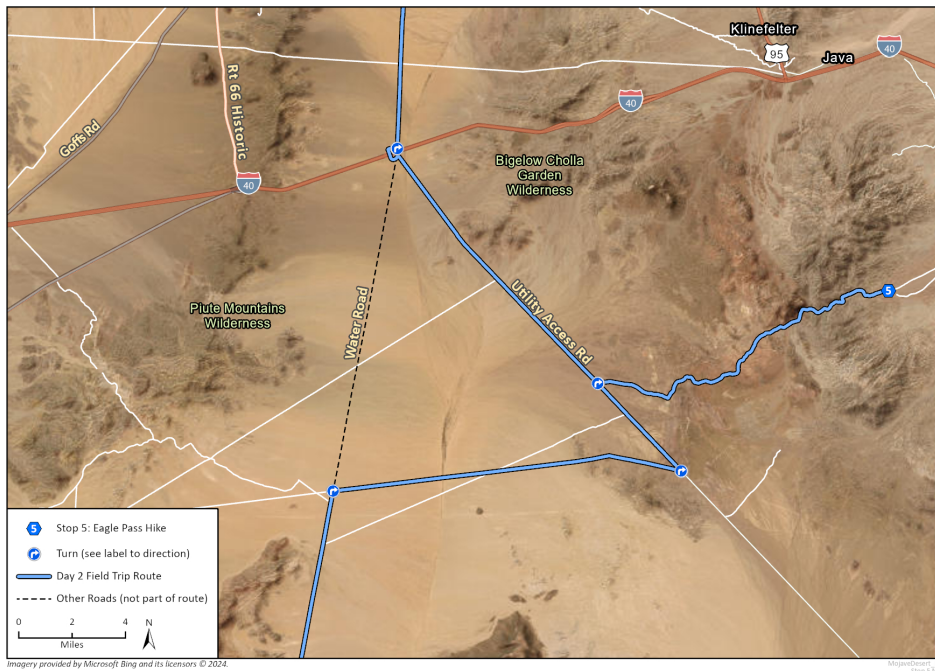 Klinefelter
95
Java
40
40
Rt 66 Historic
Goffs Rd
40
Bigelow Cholla
Garden
Wilderness
5
Utility Access Rd
Piute Mountains
Wilderness
Water Road
5 Stop 5: Eagle Pass Hike
Turn (see label to direction)
Day 2 Field Trip Route
Other Roads (not part of route)
0 2 4
Miles
N
Imagery provided by Microsoft Bing and its licensors © 2024.
MojaveDesert